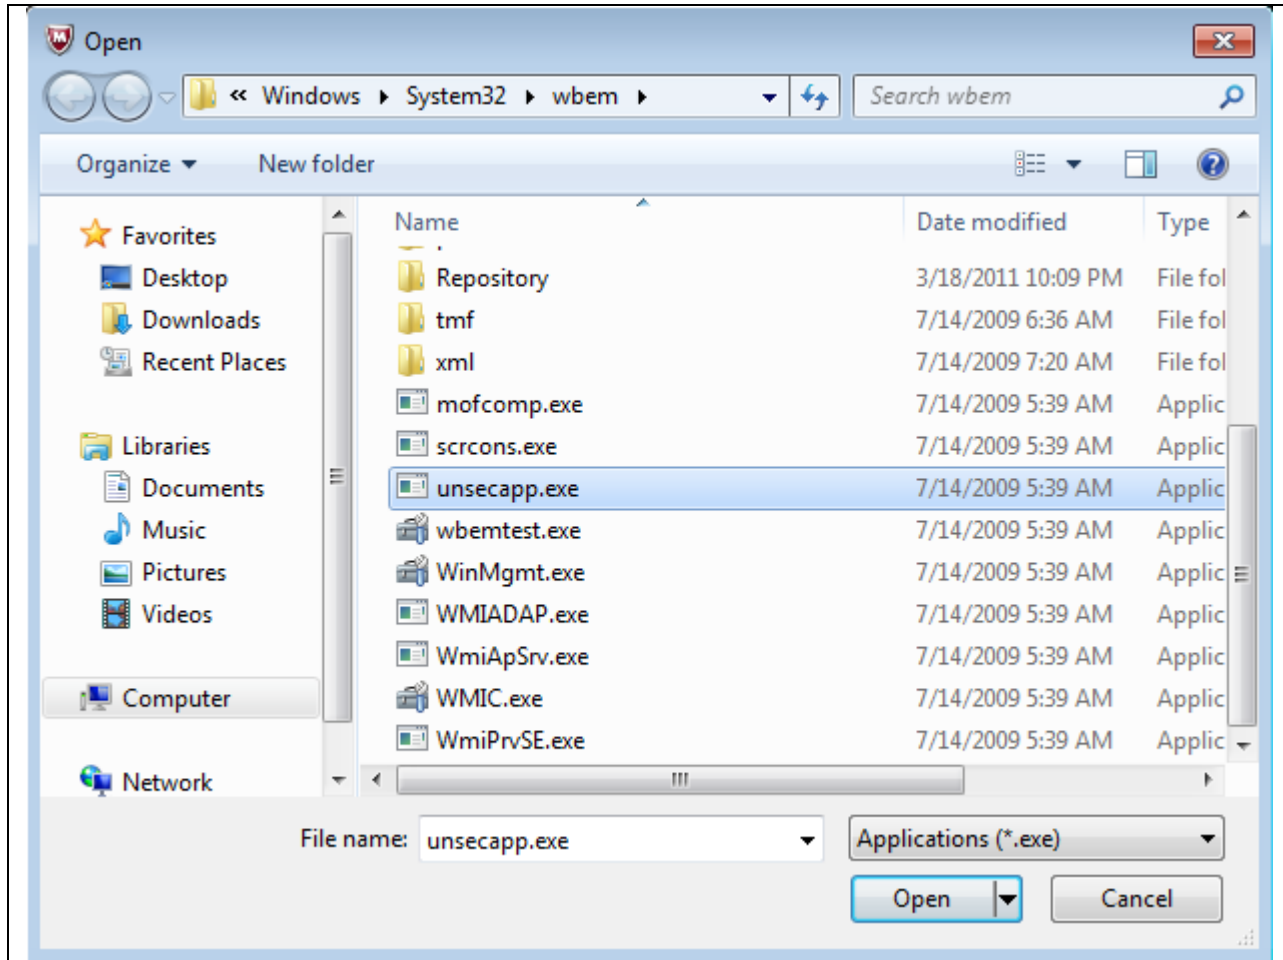 Open
« Windows System32 wbem Search wbem
Organize New folder
Name Date modified Type
Favorites
Desktop
Downloads
Recent Places
Libraries
Documents
Music
Pictures
Videos
Computer
Network
Repository 3/18/2011 10:09 PM File fol
tmf 7/14/2009 6:36 AM File fol
xml 7/14/2009 7:20 AM File fol
mofcomp.exe 7/14/2009 5:39 AM Applic
scrcons.exe 7/14/2009 5:39 AM Applic
unsecapp.exe 7/14/2009 5:39 AM Applic
wbemtest.exe 7/14/2009 5:39 AM Applic
WinMgmt.exe 7/14/2009 5:39 AM Applic
WMIADAP.exe 7/14/2009 5:39 AM Applic
WmiApSrv.exe 7/14/2009 5:39 AM Applic
WMIC.exe 7/14/2009 5:39 AM Applic
WmiPrvSE.exe 7/14/2009 5:39 AM Applic
File name: unsecapp.exe Applications (*.exe)
Open Cancel